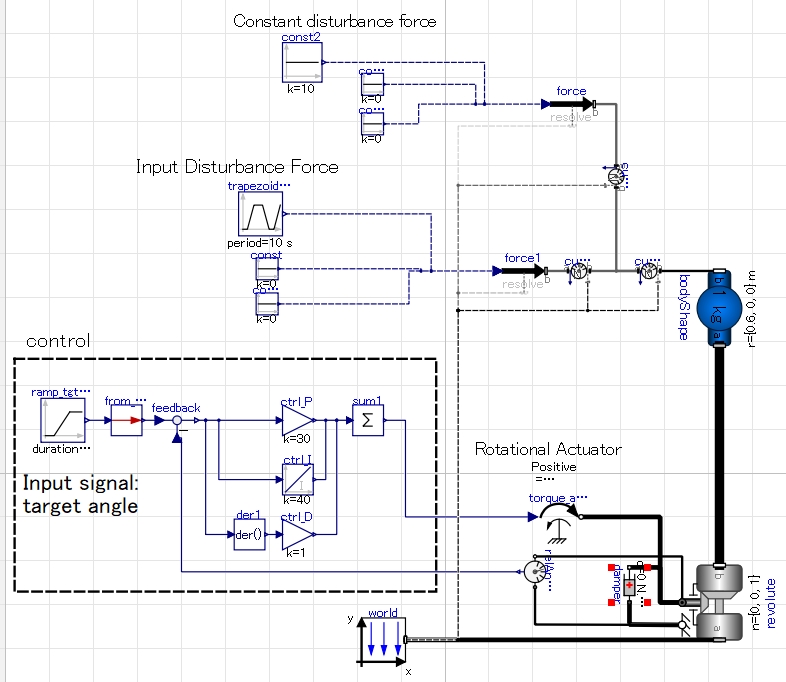 Constant disturbance force
const2
k=10
co···
k=0
co···
k=0
force
resolve
b
cu···
a
Input Disturbance Force
trapezoid···
period=10 s
const
k=0
co···
k=0
force1
resolve
b
cu···
a
cu···
a
b
1 kg
a
bodyShape
r={0.6, 0, 0} m
control
ramp_tgt···
duration···
from_···
feedback
ctrl_P
k=30
ctrl_I
I
k=40
der1
der()
ctrl_D
k=1
sum1
Σ
Input signal:
target angle
Rotational Actuator
Positive
=···
torque a···
relAn···
damper
d=0 N···
b
a
n={0, 0, 1}
revolute
world
y
x